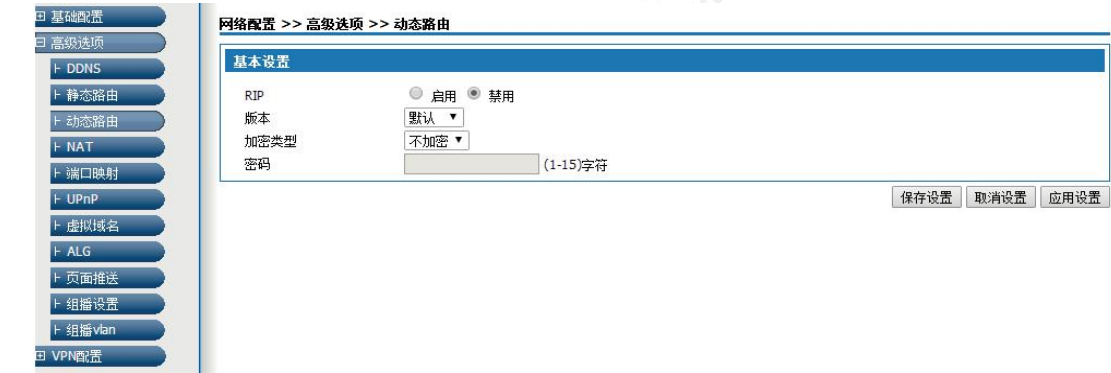 基础配置
高级选项
DDNS
静态路由
动态路由
NAT
端口映射
UPnP
虚拟域名
ALG
页面推送
组播设置
组播vlan
VPN配置
网络配置 >> 高级选项 >> 动态路由
基本设置
RIP 启用 禁用
版本 默认
加密类型 不加密
密码 (1-15)字符
保存设置 取消设置 应用设置